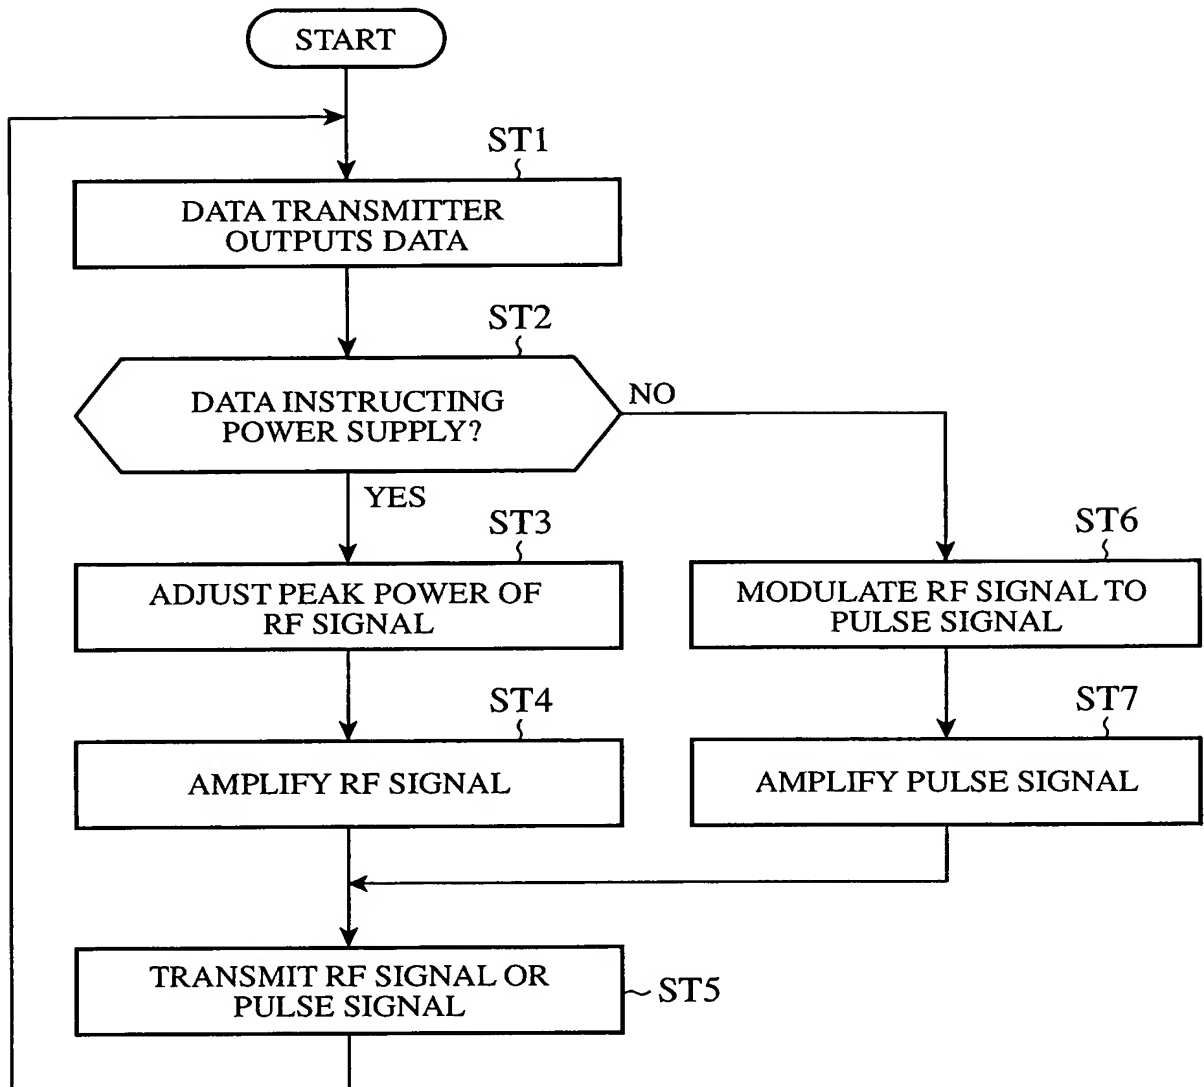 START
ST1
DATA TRANSMITTER
OUTPUTS DATA
ST2
DATA INSTRUCTING
POWER SUPPLY?
NO
YES
ST3
ADJUST PEAK POWER OF
RF SIGNAL
ST6
MODULATE RF SIGNAL TO
PULSE SIGNAL
ST4
AMPLIFY RF SIGNAL
ST7
AMPLIFY PULSE SIGNAL
TRANSMIT RF SIGNAL OR
PULSE SIGNAL
ST5